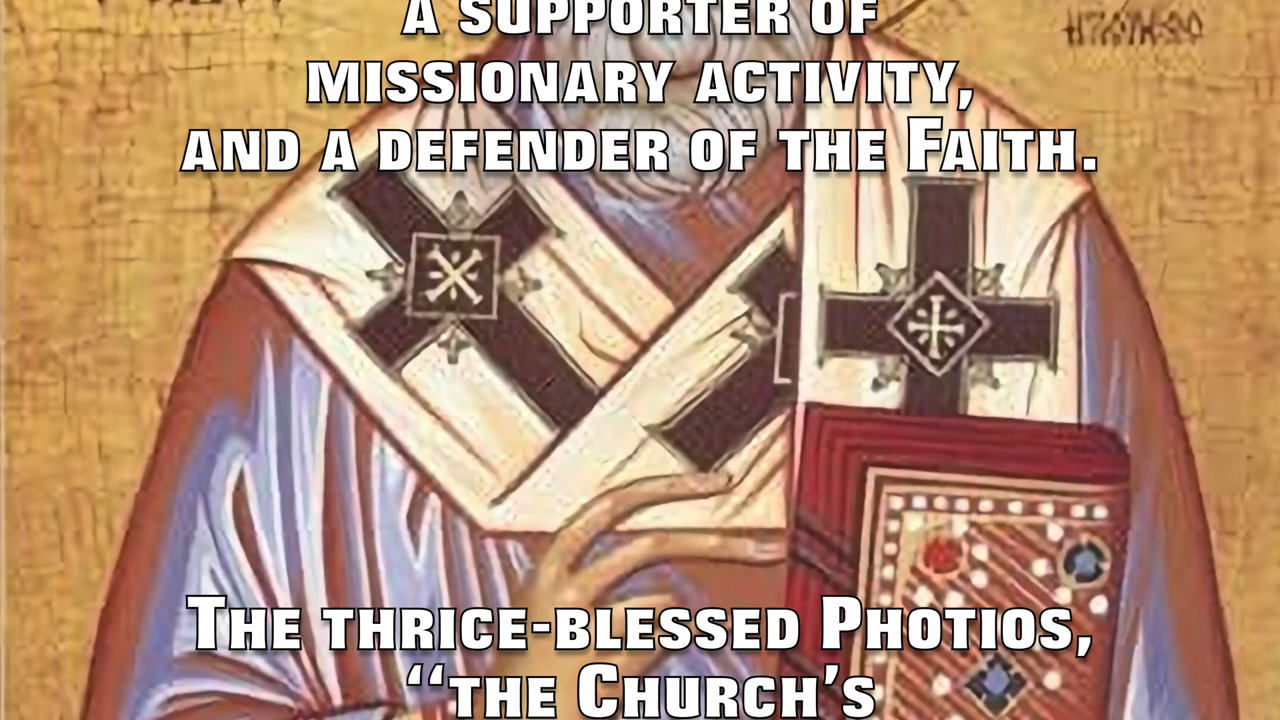 A SUPPORTER OF
MISSIONARY ACTIVITY,
AND A DEFENDER OF THE FAITH.
THE THRICE-BLESSED PHOTIOS,
“THE CHURCH’S